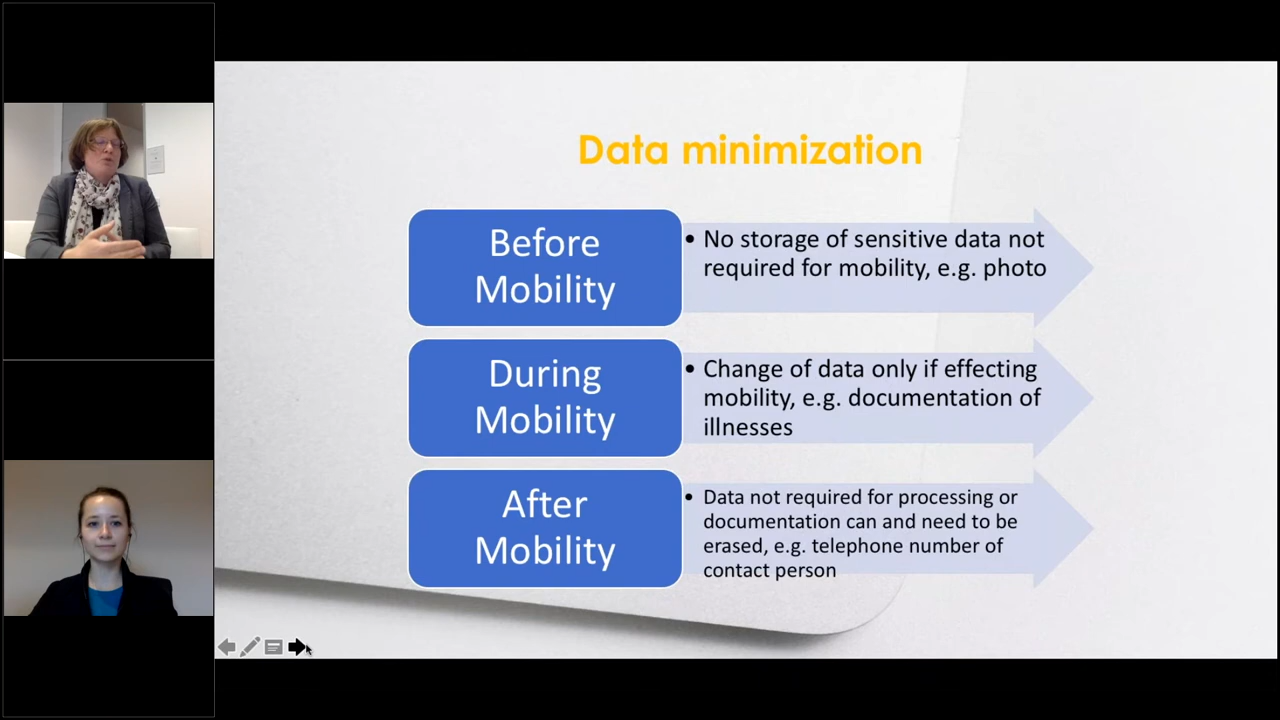 Data minimization
Before
Mobility
• No storage of sensitive data not
required for mobility, e.g. photo
During
Mobility
• Change of data only if effecting
mobility, e.g. documentation of
illnesses
After
Mobility
• Data not required for processing or
documentation can and need to be
erased, e.g. telephone number of
contact person